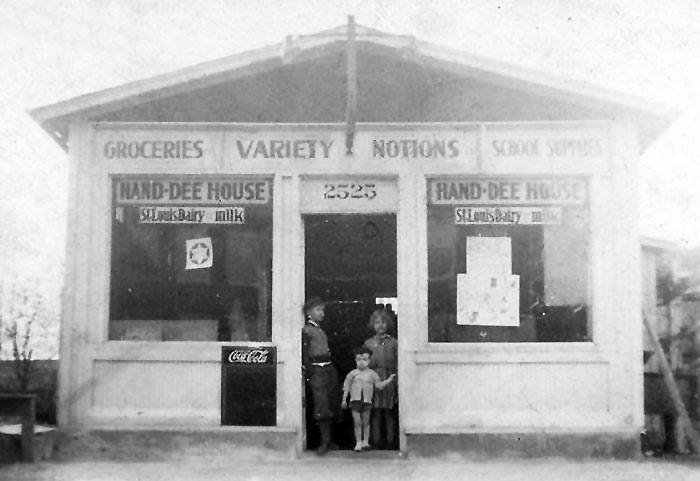 GROCERIES VARIETY NOTIONS SCHOOL SUPPLIES
HAND-DEE HOUSE
St. Louis Dairy milk
2525
HAND-DEE HOUSE
St. Louis Dairy milk
Coca-Cola